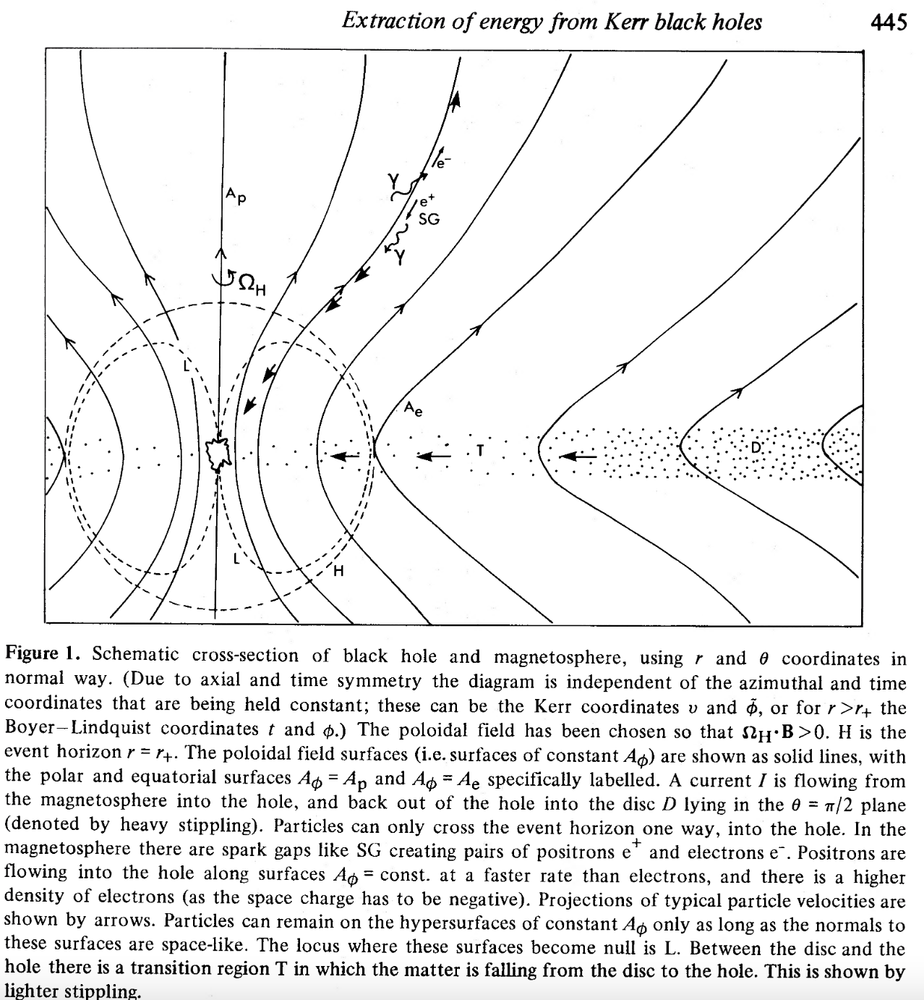 Extraction of energy from Kerr black holes 445
Aₚ
Ω_H
γ
e⁻
e⁺
SG
γ
L
Aₑ
T
D
L
H
Figure 1. Schematic cross-section of black hole and magnetosphere, using r and θ coordinates in
normal way. (Due to axial and time symmetry the diagram is independent of the azimuthal and time
coordinates that are being held constant; these can be the Kerr coordinates υ and ϕ̃, or for r >r₊ the
Boyer–Lindquist coordinates t and ϕ.) The poloidal field has been chosen so that Ω_H·B >0. H is the
event horizon r = r₊. The poloidal field surfaces (i.e. surfaces of constant A_ϕ) are shown as solid lines, with
the polar and equatorial surfaces A_ϕ = Aₚ and A_ϕ = Aₑ specifically labelled. A current I is flowing from
the magnetosphere into the hole, and back out of the hole into the disc D lying in the θ = π/2 plane
(denoted by heavy stippling). Particles can only cross the event horizon one way, into the hole. In the
magnetosphere there are spark gaps like SG creating pairs of positrons e⁺ and electrons e⁻. Positrons are
flowing into the hole along surfaces A_ϕ = const. at a faster rate than electrons, and there is a higher
density of electrons (as the space charge has to be negative). Projections of typical particle velocities are
shown by arrows. Particles can remain on the hypersurfaces of constant A_ϕ only as long as the normals to
these surfaces are space-like. The locus where these surfaces become null is L. Between the disc and the
hole there is a transition region T in which the matter is falling from the disc to the hole. This is shown by
lighter stippling.